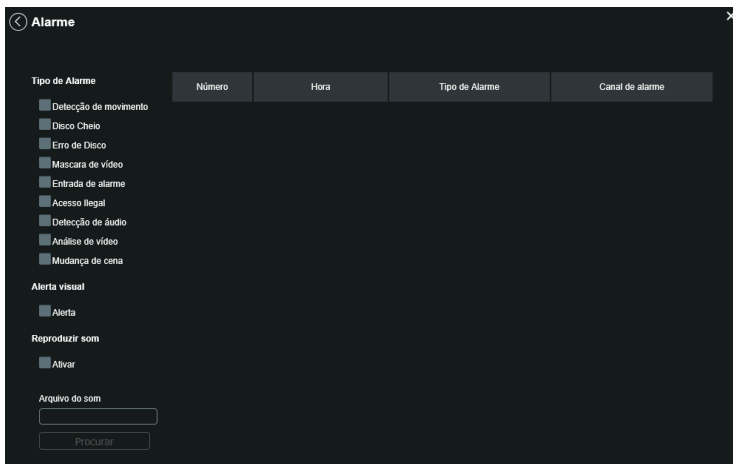 Alarme
Tipo de Alarme
Detecção de movimento
Disco Cheio
Erro de Disco
Mascara de vídeo
Entrada de alarme
Acesso Ilegal
Detecção de áudio
Análise de vídeo
Mudança de cena
Alerta visual
Alerta
Reproduzir som
Ativar
Arquivo do som
Procurar
Número Hora Tipo de Alarme Canal de alarme